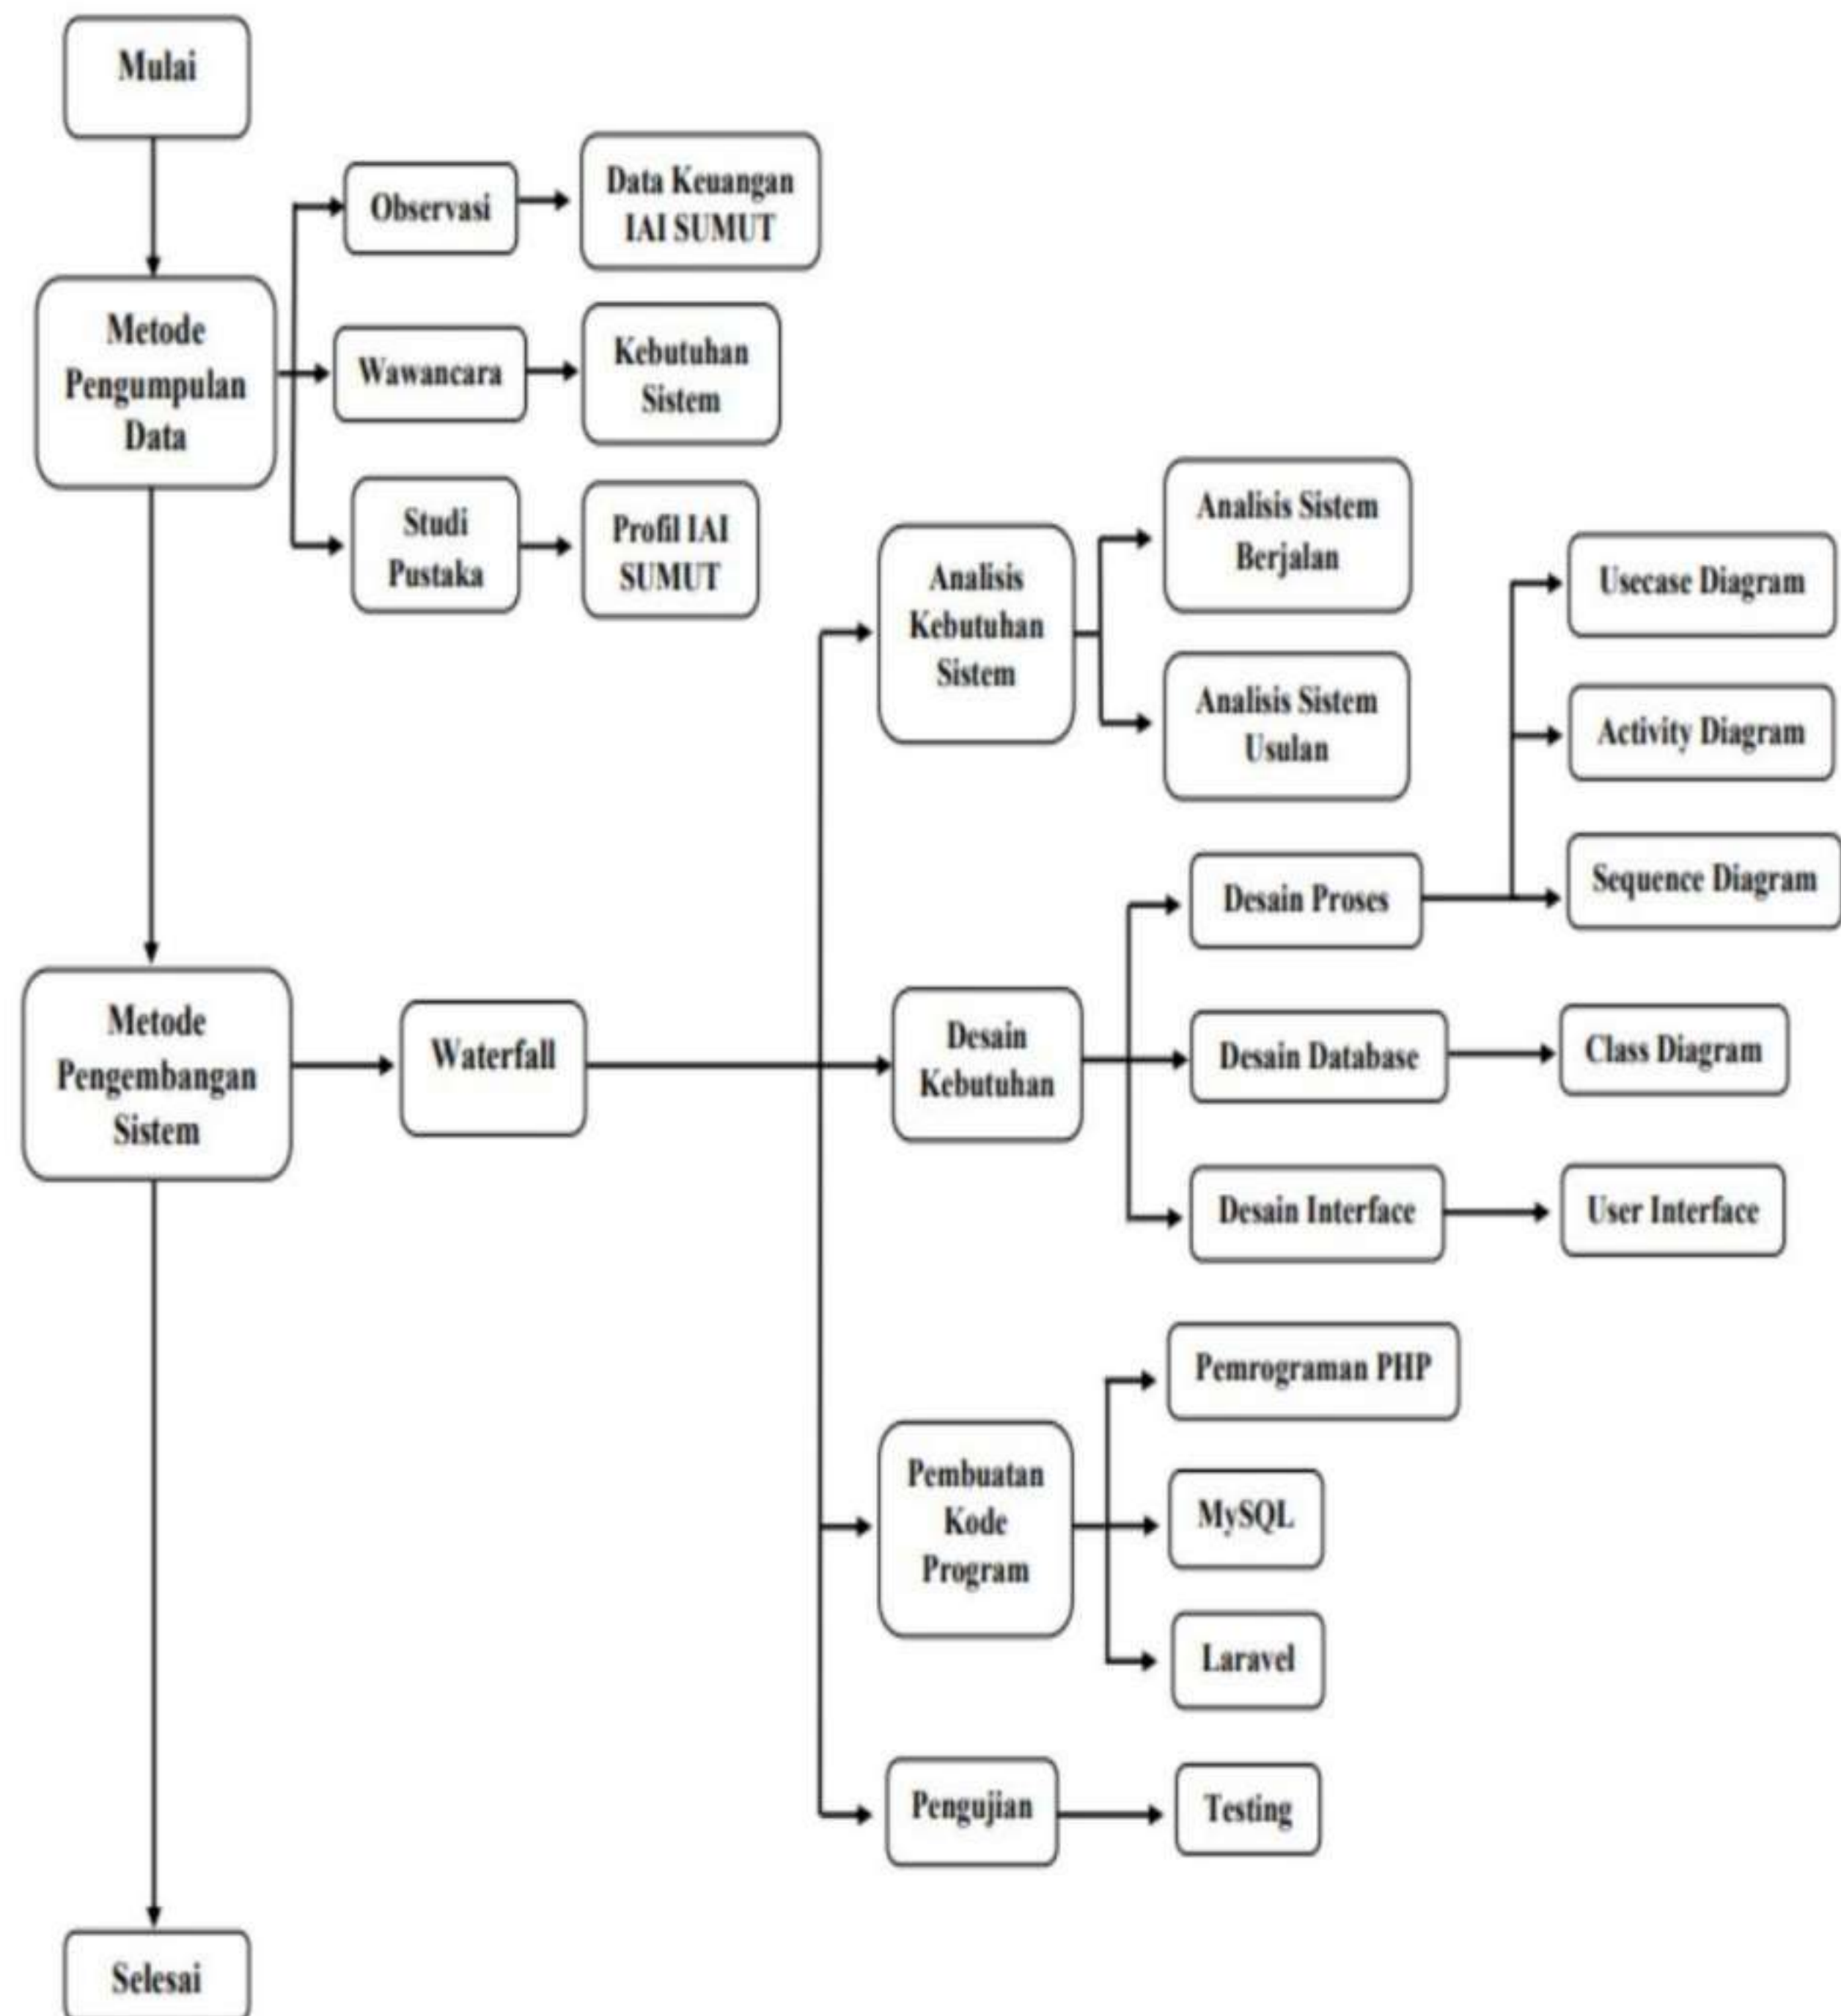 Mulai
Observasi
Data Keuangan
IAI SUMUT
Metode
Pengumpulan
Data
Wawancara
Kebutuhan
Sistem
Studi
Pustaka
Profil IAI
SUMUT
Metode
Pengembangan
Sistem
Waterfall
Analisis
Kebutuhan
Sistem
Analisis Sistem
Berjalan
Analisis Sistem
Usulan
Desain
Kebutuhan
Desain Proses
Usecase Diagram
Activity Diagram
Sequence Diagram
Desain Database
Class Diagram
Desain Interface
User Interface
Pembuatan
Kode
Program
Pemrograman PHP
MySQL
Laravel
Pengujian
Testing
Selesai